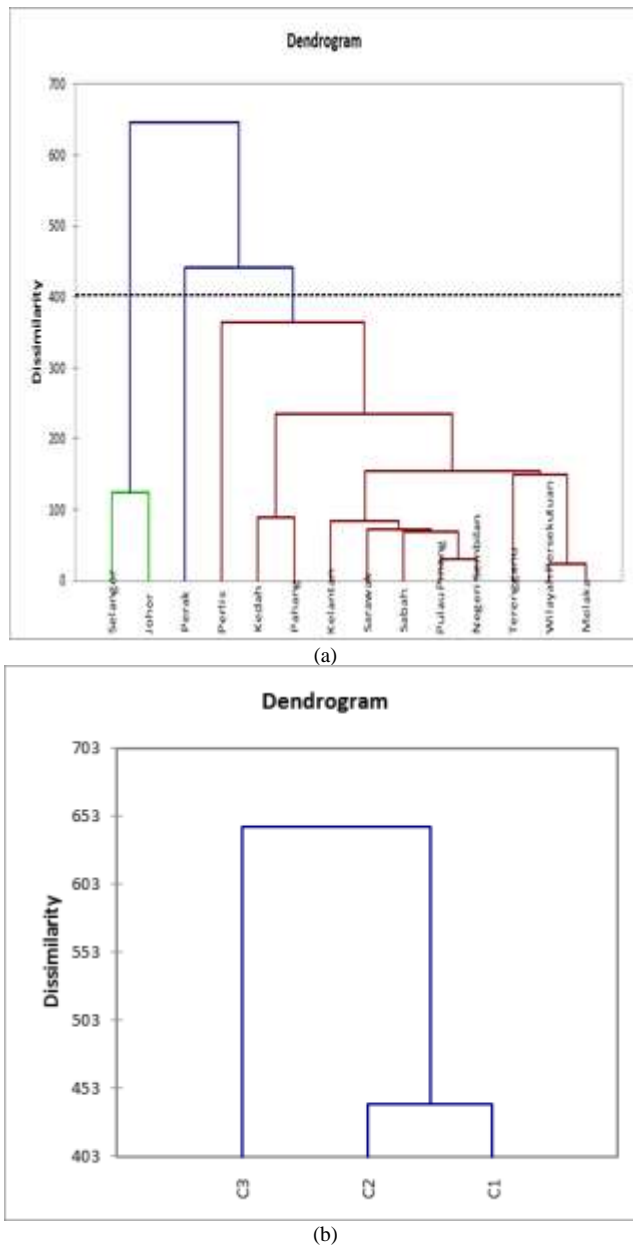 Dendrogram
700
600
500
400
300
200
100
0
Dissimilarity
Selangor
Johor
Perak
Perlis
Kedah
Pahang
Kelantan
Sarawak
Sabah
Pulau Pinang
Negeri Sembilan
Terengganu
Wilayah Persekutuan
Melaka
(a)
Dendrogram
703
653
603
553
503
453
403
Dissimilarity
C3
C2
C1
(b)